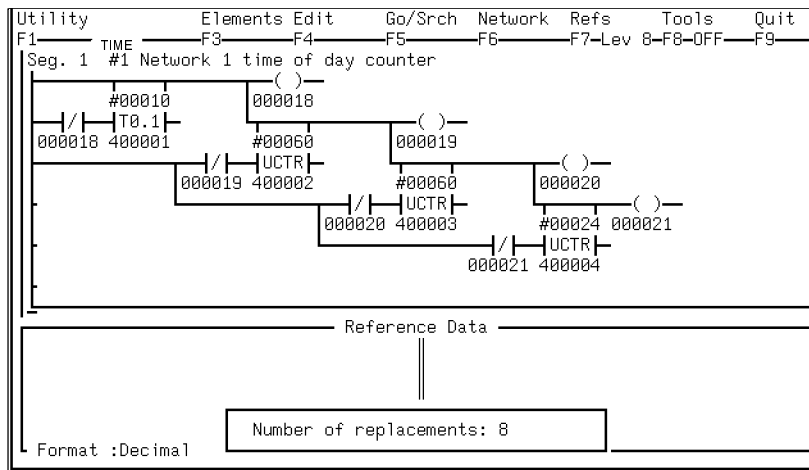 Utility Elements Edit Go/Srch Network Refs Tools Quit
F1 TIME F3 F4 F5 F6 F7-Lev 8-F8-OFF F9
Seg. 1 #1 Network 1 time of day counter
( )
#00010 000018
/ T0.1 ( )
000018 400001 #00060 000019
/ UCTR ( )
000019 400002 #00060 000020
/ UCTR ( )
000020 400003 #00024 000021
/ UCTR
000021 400004
Reference Data
Number of replacements: 8
Format :Decimal